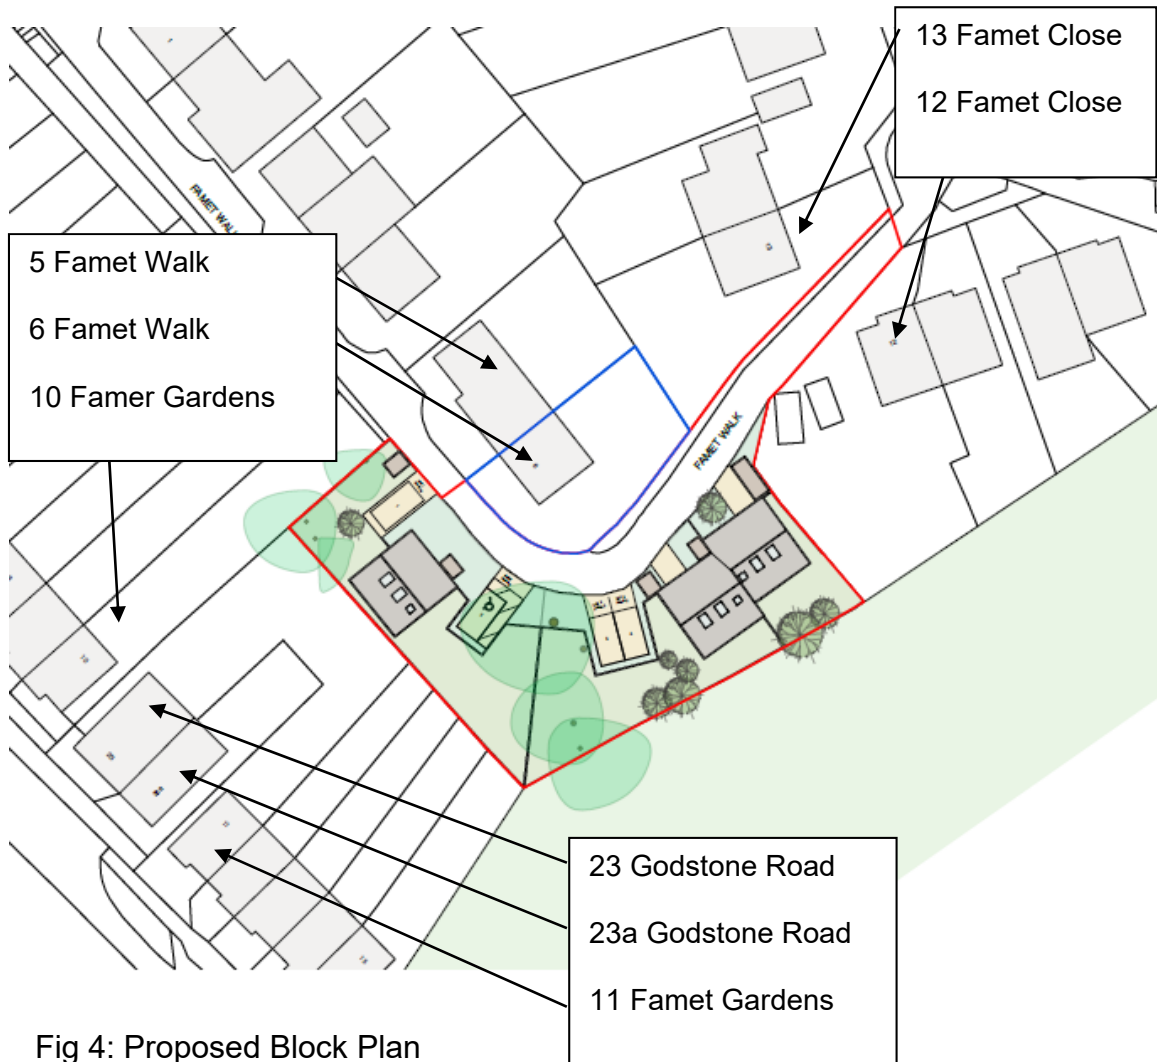 13 Famet Close
12 Famet Close
FAMET WALK
5 Famet Walk
6 Famet Walk
10 Famer Gardens
FAMET WALK
23 Godstone Road
23a Godstone Road
11 Famet Gardens
Fig 4: Proposed Block Plan